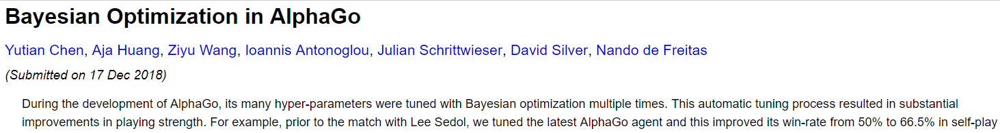 Bayesian Optimization in AlphaGo
Yutian Chen, Aja Huang, Ziyu Wang, Ioannis Antonoglou, Julian Schrittwieser, David Silver, Nando de Freitas
(Submitted on 17 Dec 2018)
During the development of AlphaGo, its many hyper-parameters were tuned with Bayesian optimization multiple times. This automatic tuning process resulted in substantial
improvements in playing strength. For example, prior to the match with Lee Sedol, we tuned the latest AlphaGo agent and this improved its win-rate from 50% to 66.5% in self-play